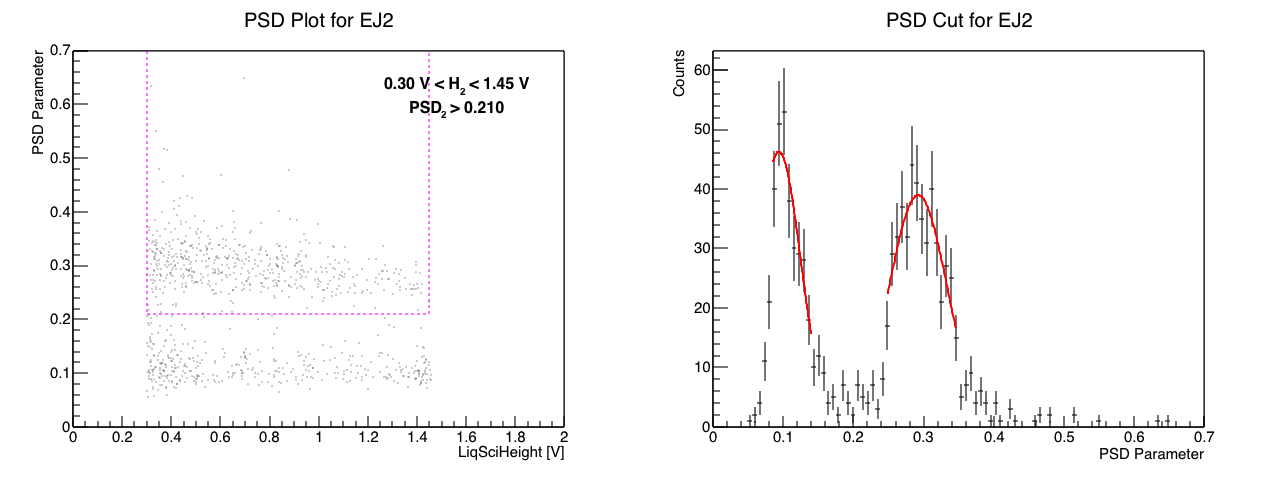 PSD Plot for EJ2
PSD Parameter
0.7
0.6
0.5
0.4
0.3
0.2
0.1
0
0.30 V < H2 < 1.45 V
PSD2 > 0.210
0 0.2 0.4 0.6 0.8 1 1.2 1.4 1.6 1.8 2
LiqSciHeight [V]
PSD Cut for EJ2
Counts
60
50
40
30
20
10
0
0 0.1 0.2 0.3 0.4 0.5 0.6 0.7
PSD Parameter